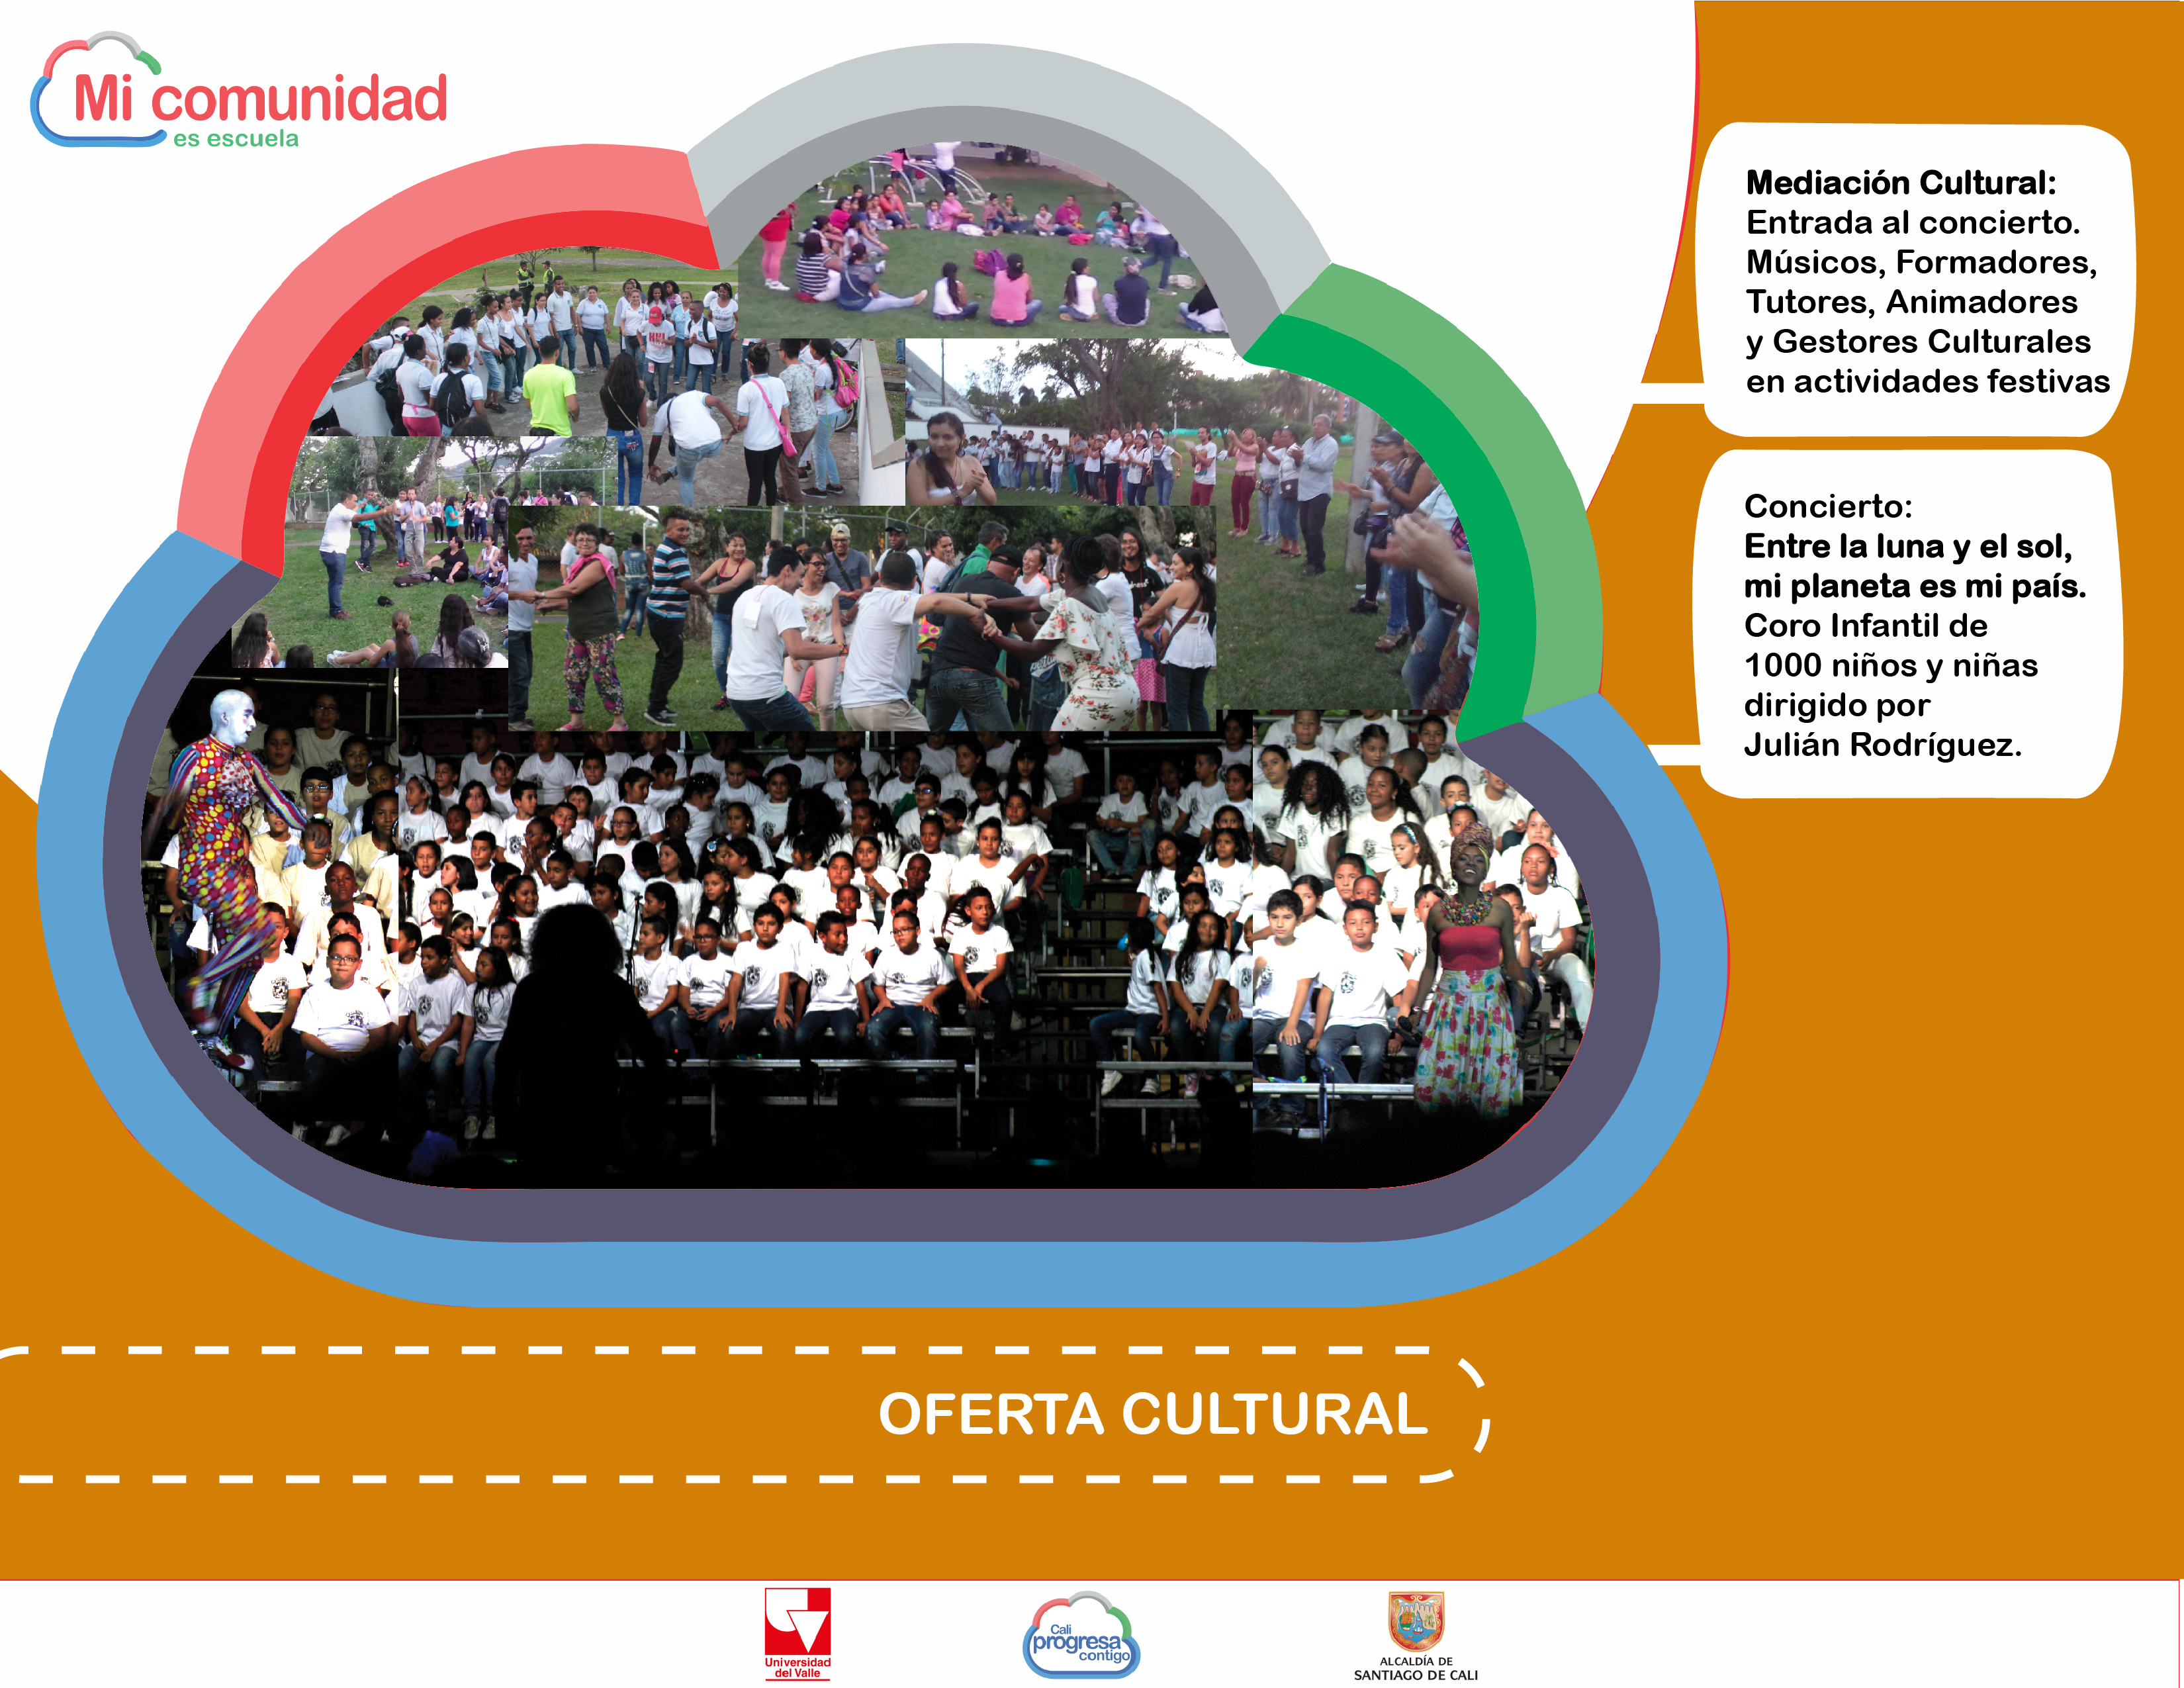 Mi comunidad
es escuela
Mediación Cultural:
Entrada al concierto.
Músicos, Formadores,
Tutores, Animadores
y Gestores Culturales
en actividades festivas
Concierto:
Entre la luna y el sol,
mi planeta es mi país.
Coro Infantil de
1000 niños y niñas
dirigido por
Julián Rodríguez.
OFERTA CULTURAL
Universidad
del Valle
Cali
progresa
contigo
ALCALDÍA DE
SANTIAGO DE CALI